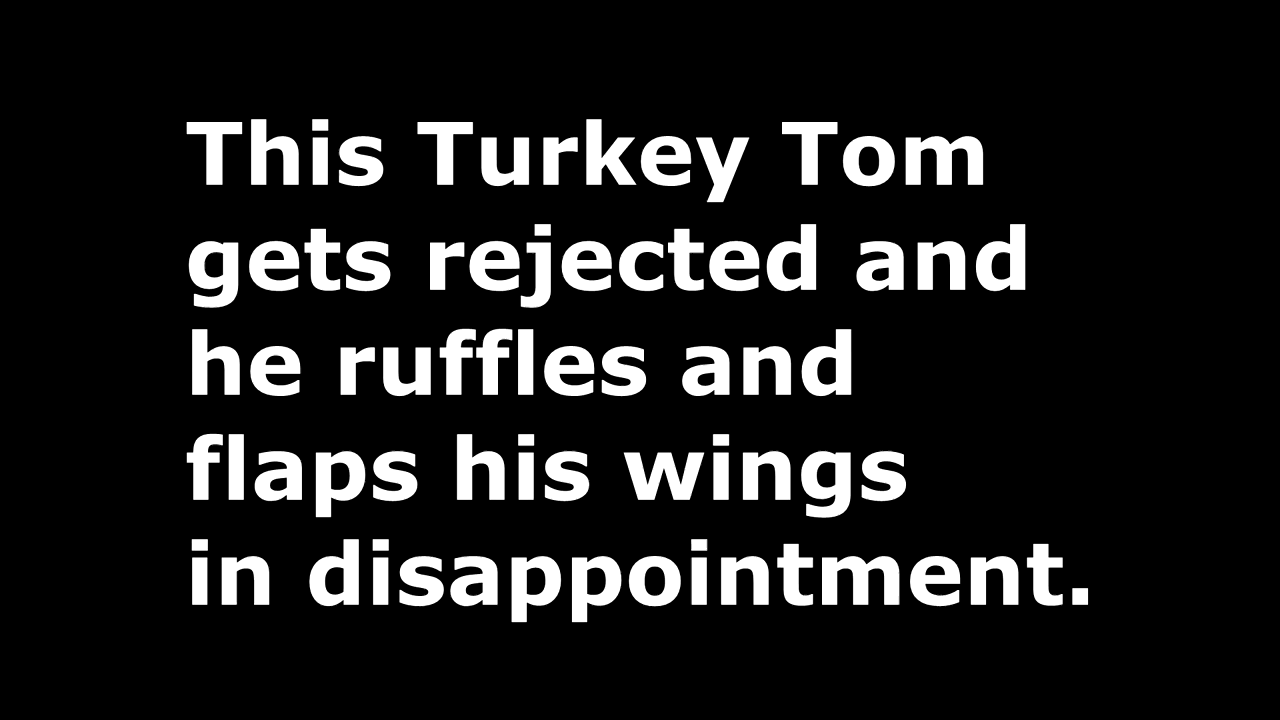 This Turkey Tom
gets rejected and
he ruffles and
flaps his wings
in disappointment.